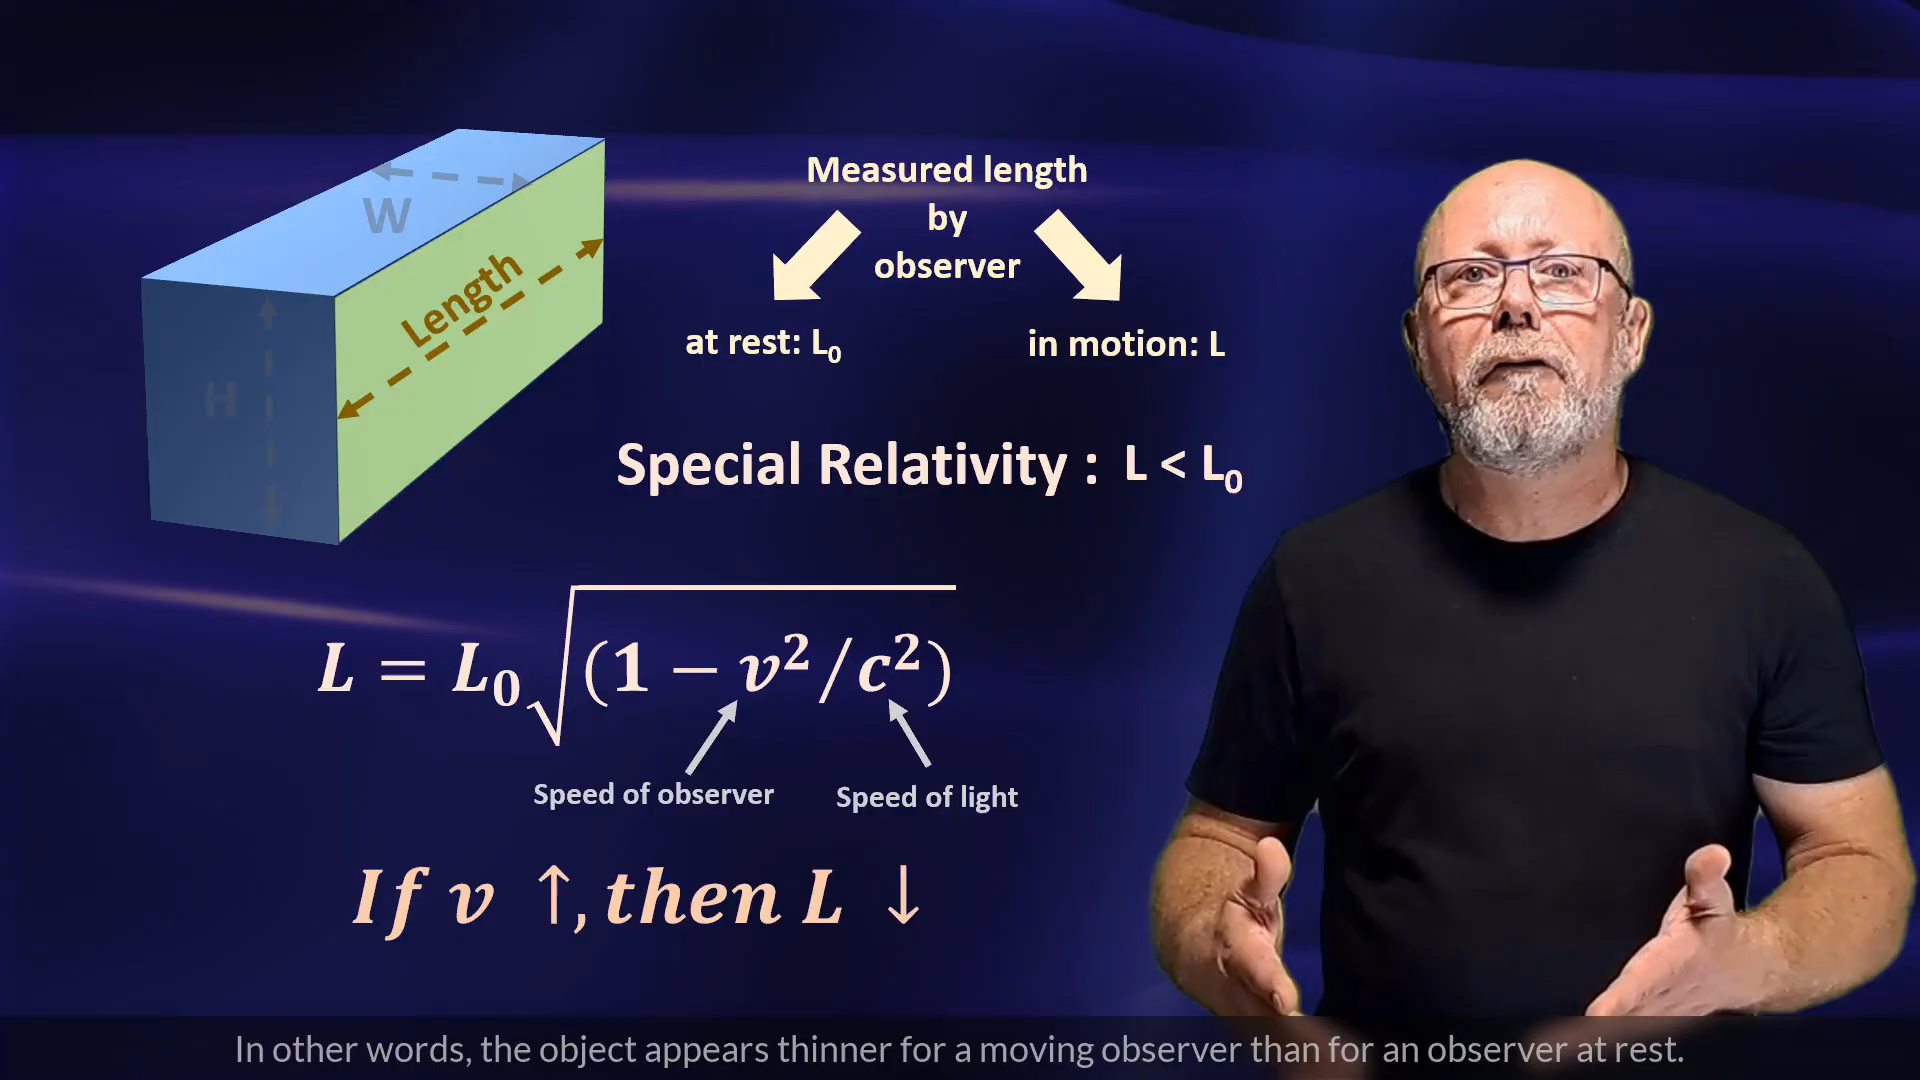 W
Length
H
Measured length
by
observer
at rest: L₀
in motion: L
Special Relativity : L < L₀
L = L₀√(1 − v²/c²)
Speed of observer
Speed of light
If v ↑, then L ↓
In other words, the object appears thinner for a moving observer than for an observer at rest.